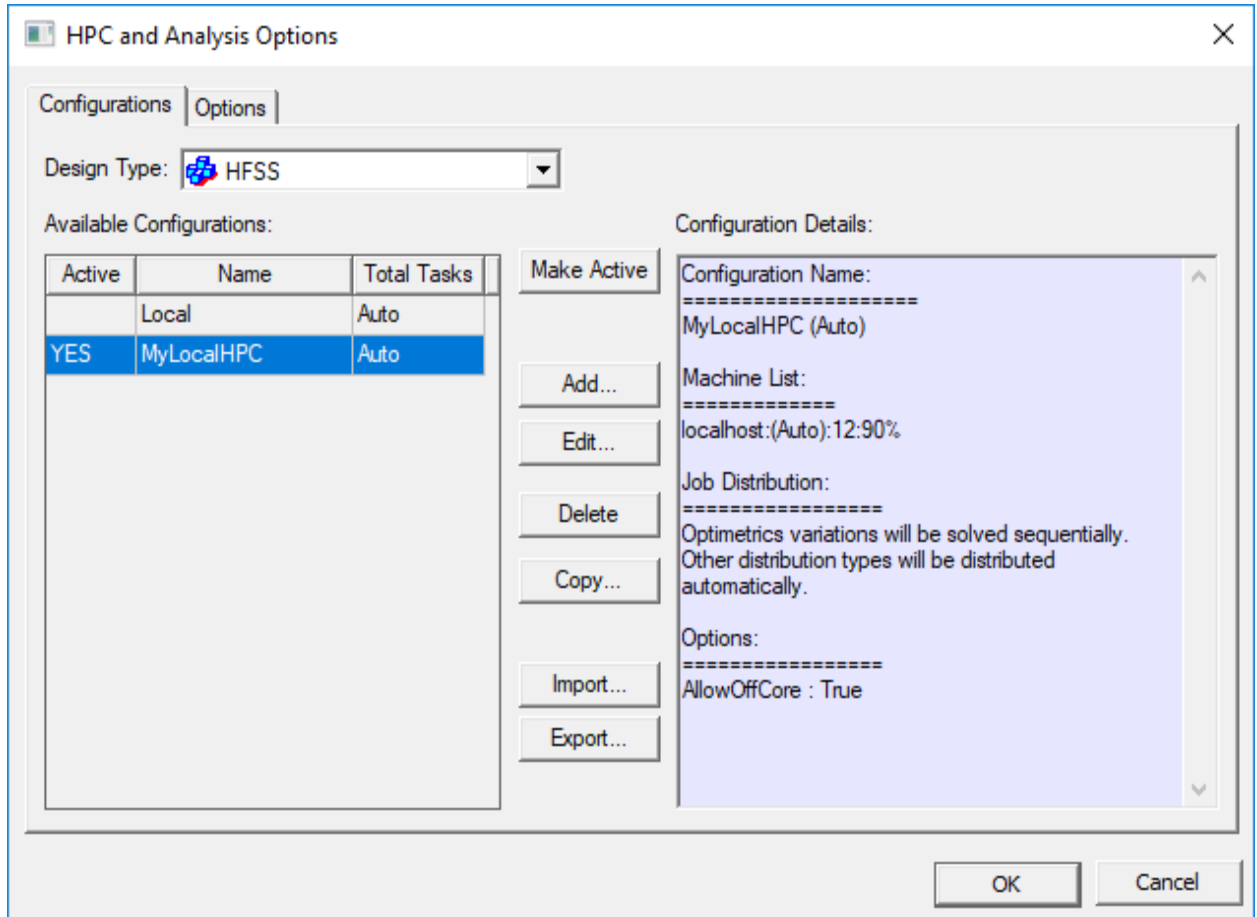 HPC and Analysis Options
Configurations
Options
Design Type: HFSS
Available Configurations:
Active Name Total Tasks
Local Auto
YES MyLocalHPC Auto
Make Active
Add...
Edit...
Delete
Copy...
Import...
Export...
Configuration Details:
Configuration Name:
=====================
MyLocalHPC (Auto)
Machine List:
=============
localhost:(Auto):12:90%
Job Distribution:
=================
Optimetrics variations will be solved sequentially.
Other distribution types will be distributed
automatically.
Options:
=================
AllowOffCore : True
OK
Cancel